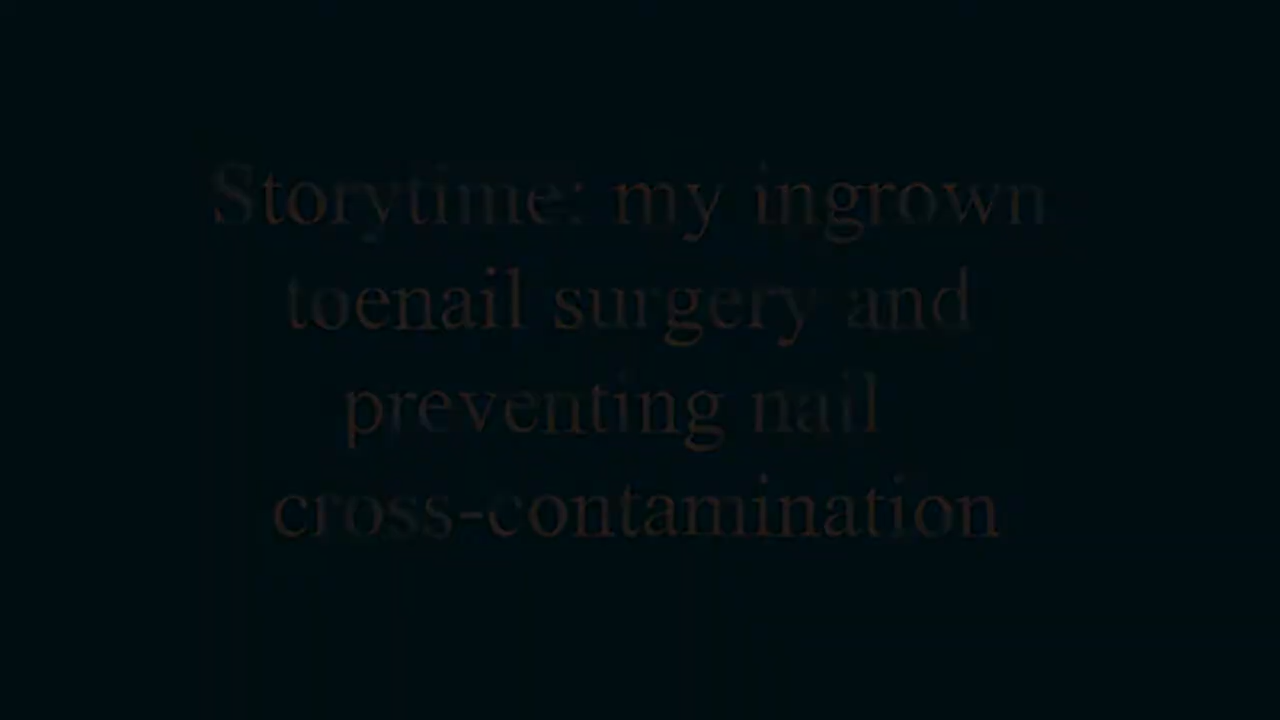 Storytime: my ingrown
toenail surgery and
preventing nail
cross-contamination